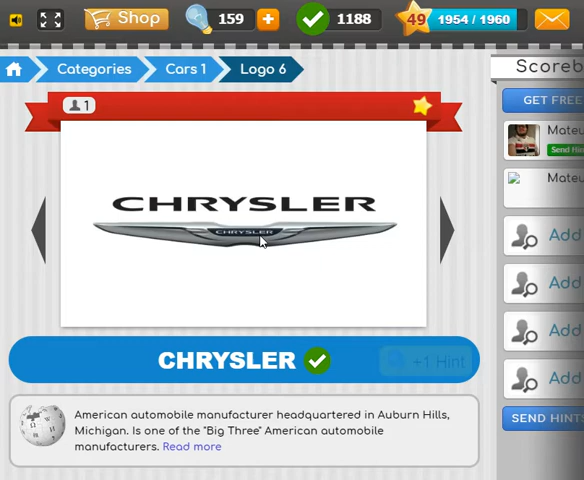 Shop
159
1188
49
1954 / 1960
Categories
Cars 1
Logo 6
Scoreb
GET FREE
1
CHRYSLER
CHRYSLER
Mateu
Send Hin
Mateu
Add
Add
Add
Add
CHRYSLER
+1 Hint
SEND HINTS
American automobile manufacturer headquartered in Auburn Hills,
Michigan. Is one of the "Big Three" American automobile
manufacturers. Read more